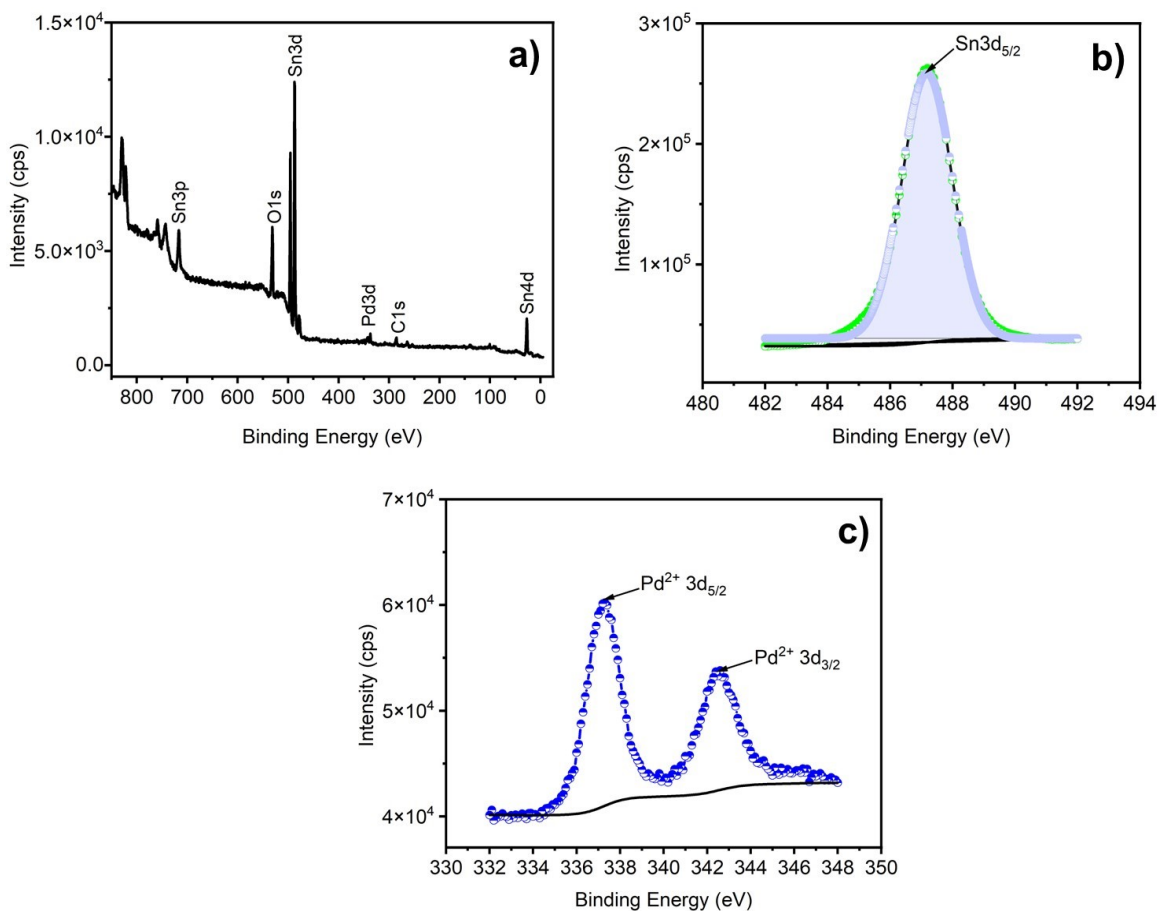 a)
1.5×10⁴
1.0×10⁴
5.0×10³
0.0
Intensity (cps)
Sn3p
O1s
Sn3d
Pd3d
C1s
Sn4d
800 700 600 500 400 300 200 100 0
Binding Energy (eV)
b)
3×10⁵
2×10⁵
1×10⁵
Intensity (cps)
Sn3d₅/₂
480 482 484 486 488 490 492 494
Binding Energy (eV)
c)
7×10⁴
6×10⁴
5×10⁴
4×10⁴
Intensity (cps)
Pd²⁺ 3d₅/₂
Pd²⁺ 3d₃/₂
330 332 334 336 338 340 342 344 346 348 350
Binding Energy (eV)